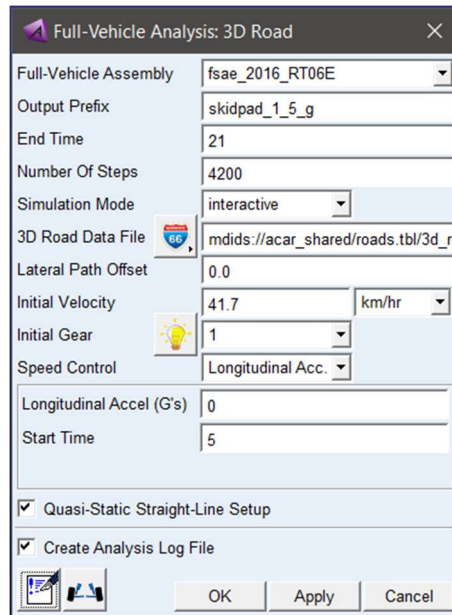 Full-Vehicle Analysis: 3D Road
Full-Vehicle Assembly fsae_2016_RT06E
Output Prefix skidpad_1_5_g
End Time 21
Number Of Steps 4200
Simulation Mode interactive
3D Road Data File 66 mdids://acar_shared/roads.tbl/3d_r
Lateral Path Offset 0.0
Initial Velocity 41.7 km/hr
Initial Gear 1
Speed Control Longitudinal Acc.
Longitudinal Accel (G's) 0
Start Time 5
Quasi-Static Straight-Line Setup
Create Analysis Log File
OK Apply Cancel